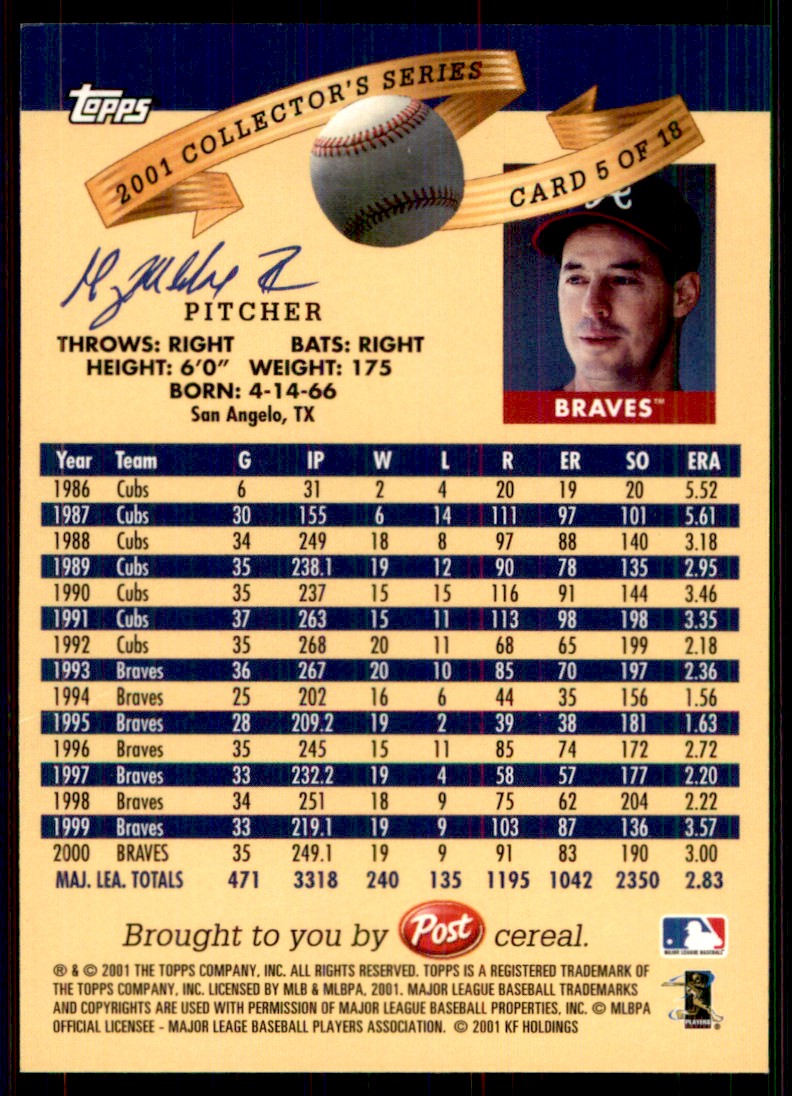 topps
2001 COLLECTOR'S SERIES
CARD 5 OF 18
PITCHER
THROWS: RIGHT BATS: RIGHT
HEIGHT: 6'0" WEIGHT: 175
BORN: 4-14-66
San Angelo, TX
A
BRAVES™
Year Team G IP W L R ER SO ERA
1986 Cubs 6 31 2 4 20 19 20 5.52
1987 Cubs 30 155 6 14 111 97 101 5.61
1988 Cubs 34 249 18 8 97 88 140 3.18
1989 Cubs 35 238.1 19 12 90 78 135 2.95
1990 Cubs 35 237 15 15 116 91 144 3.46
1991 Cubs 37 263 15 11 113 98 198 3.35
1992 Cubs 35 268 20 11 68 65 199 2.18
1993 Braves 36 267 20 10 85 70 197 2.36
1994 Braves 25 202 16 6 44 35 156 1.56
1995 Braves 28 209.2 19 2 39 38 181 1.63
1996 Braves 35 245 15 11 85 74 172 2.72
1997 Braves 33 232.2 19 4 58 57 177 2.20
1998 Braves 34 251 18 9 75 62 204 2.22
1999 Braves 33 219.1 19 9 103 87 136 3.57
2000 BRAVES 35 249.1 19 9 91 83 190 3.00
MAJ. LEA. TOTALS 471 3318 240 135 1195 1042 2350 2.83
Brought to you by Post cereal.
MAJOR LEAGUE BASEBALL
® & © 2001 THE TOPPS COMPANY, INC. ALL RIGHTS RESERVED. TOPPS IS A REGISTERED TRADEMARK OF
THE TOPPS COMPANY, INC. LICENSED BY MLB & MLBPA, 2001. MAJOR LEAGUE BASEBALL TRADEMARKS
AND COPYRIGHTS ARE USED WITH PERMISSION OF MAJOR LEAGUE BASEBALL PROPERTIES, INC. © MLBPA
OFFICIAL LICENSEE - MAJOR LEAGE BASEBALL PLAYERS ASSOCIATION. © 2001 KF HOLDINGS
PLAYERS